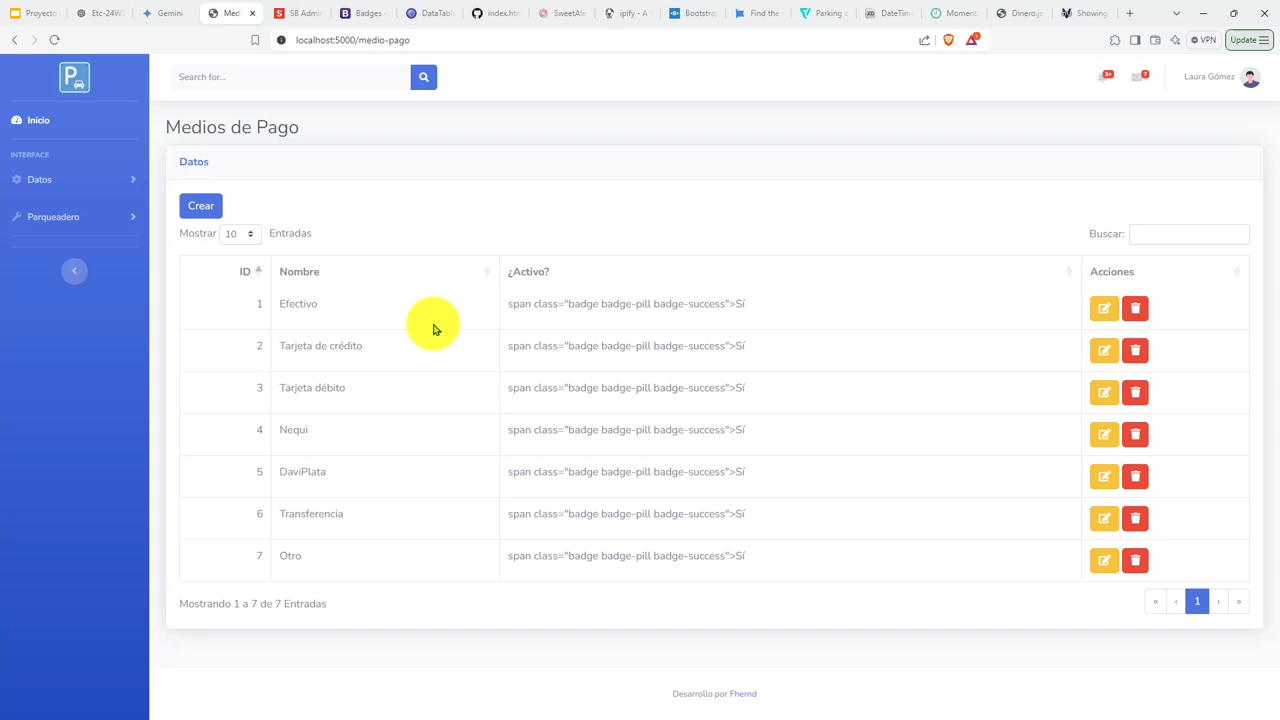 Proyecto
Etc-24W
Gemini
Med
SB Admi
Badges -
DataTabl
index.ht
SweetAle
ipify - A
Bootstrap
Find the
Parking a
DateTim
Moment
Dinero.js
Showing
localhost:5000/medio-pago
VPN
Update
P
Search for...
3+
7
Laura Gómez
Inicio
INTERFACE
Datos
Parqueadero
Medios de Pago
Datos
Crear
Mostrar 10 Entradas
Buscar:
ID Nombre ¿Activo? Acciones
1 Efectivo span class="badge badge-pill badge-success">Sí
2 Tarjeta de crédito span class="badge badge-pill badge-success">Sí
3 Tarjeta débito span class="badge badge-pill badge-success">Sí
4 Nequi span class="badge badge-pill badge-success">Sí
5 DaviPlata span class="badge badge-pill badge-success">Sí
6 Transferencia span class="badge badge-pill badge-success">Sí
7 Otro span class="badge badge-pill badge-success">Sí
Mostrando 1 a 7 de 7 Entradas
« ‹ 1 › »
Desarrollo por Fhernd